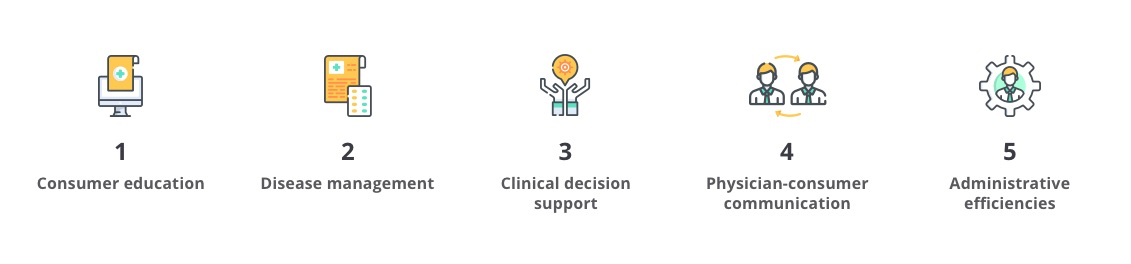 1
Consumer education
2
Disease management
3
Clinical decision
support
4
Physician-consumer
communication
5
Administrative
efficiencies